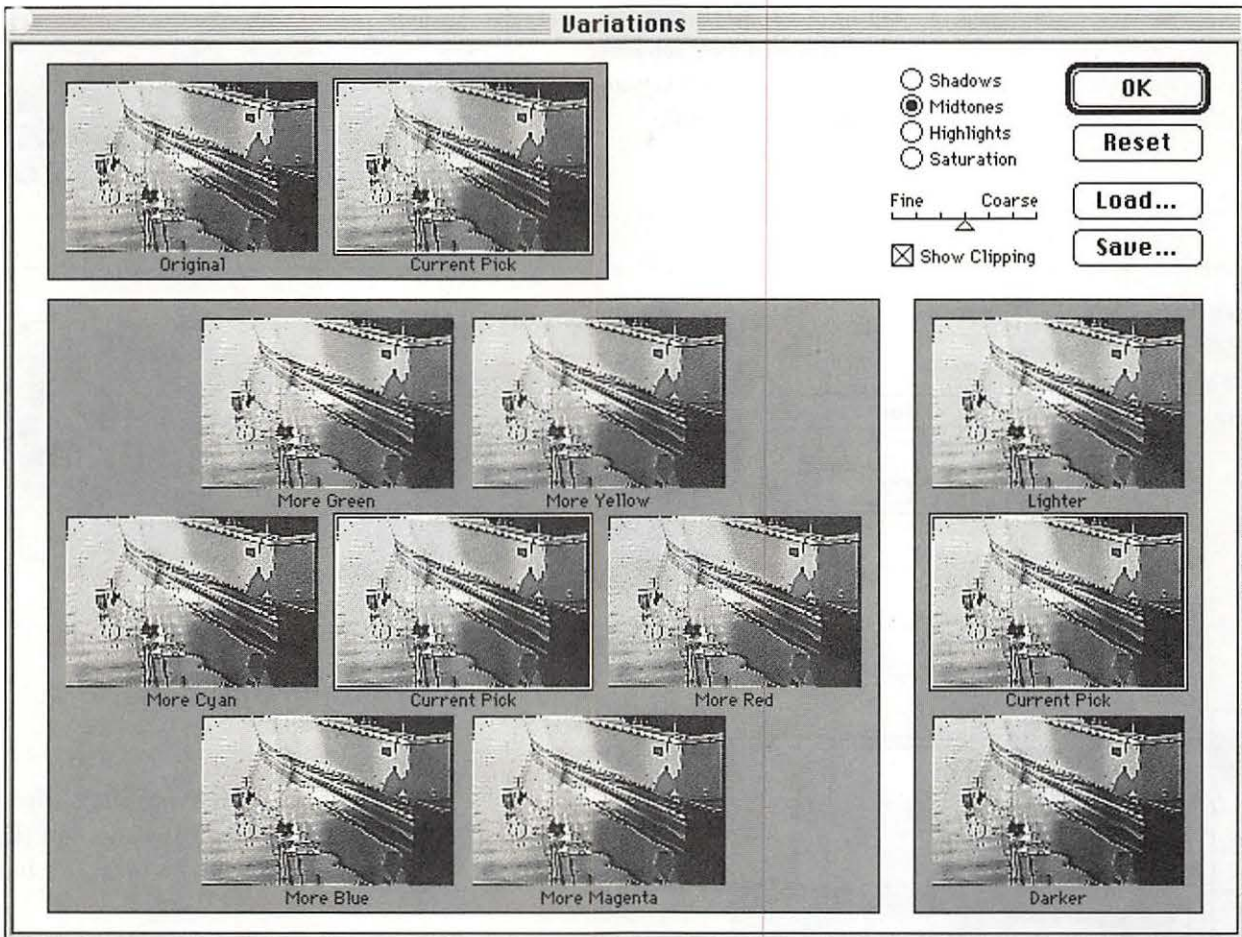 Variations
Original
Current Pick
Shadows
Midtones
Highlights
Saturation
Fine Coarse
Show Clipping
OK
Reset
Load...
Save...
More Green
More Yellow
More Cyan
Current Pick
More Red
More Blue
More Magenta
Lighter
Current Pick
Darker